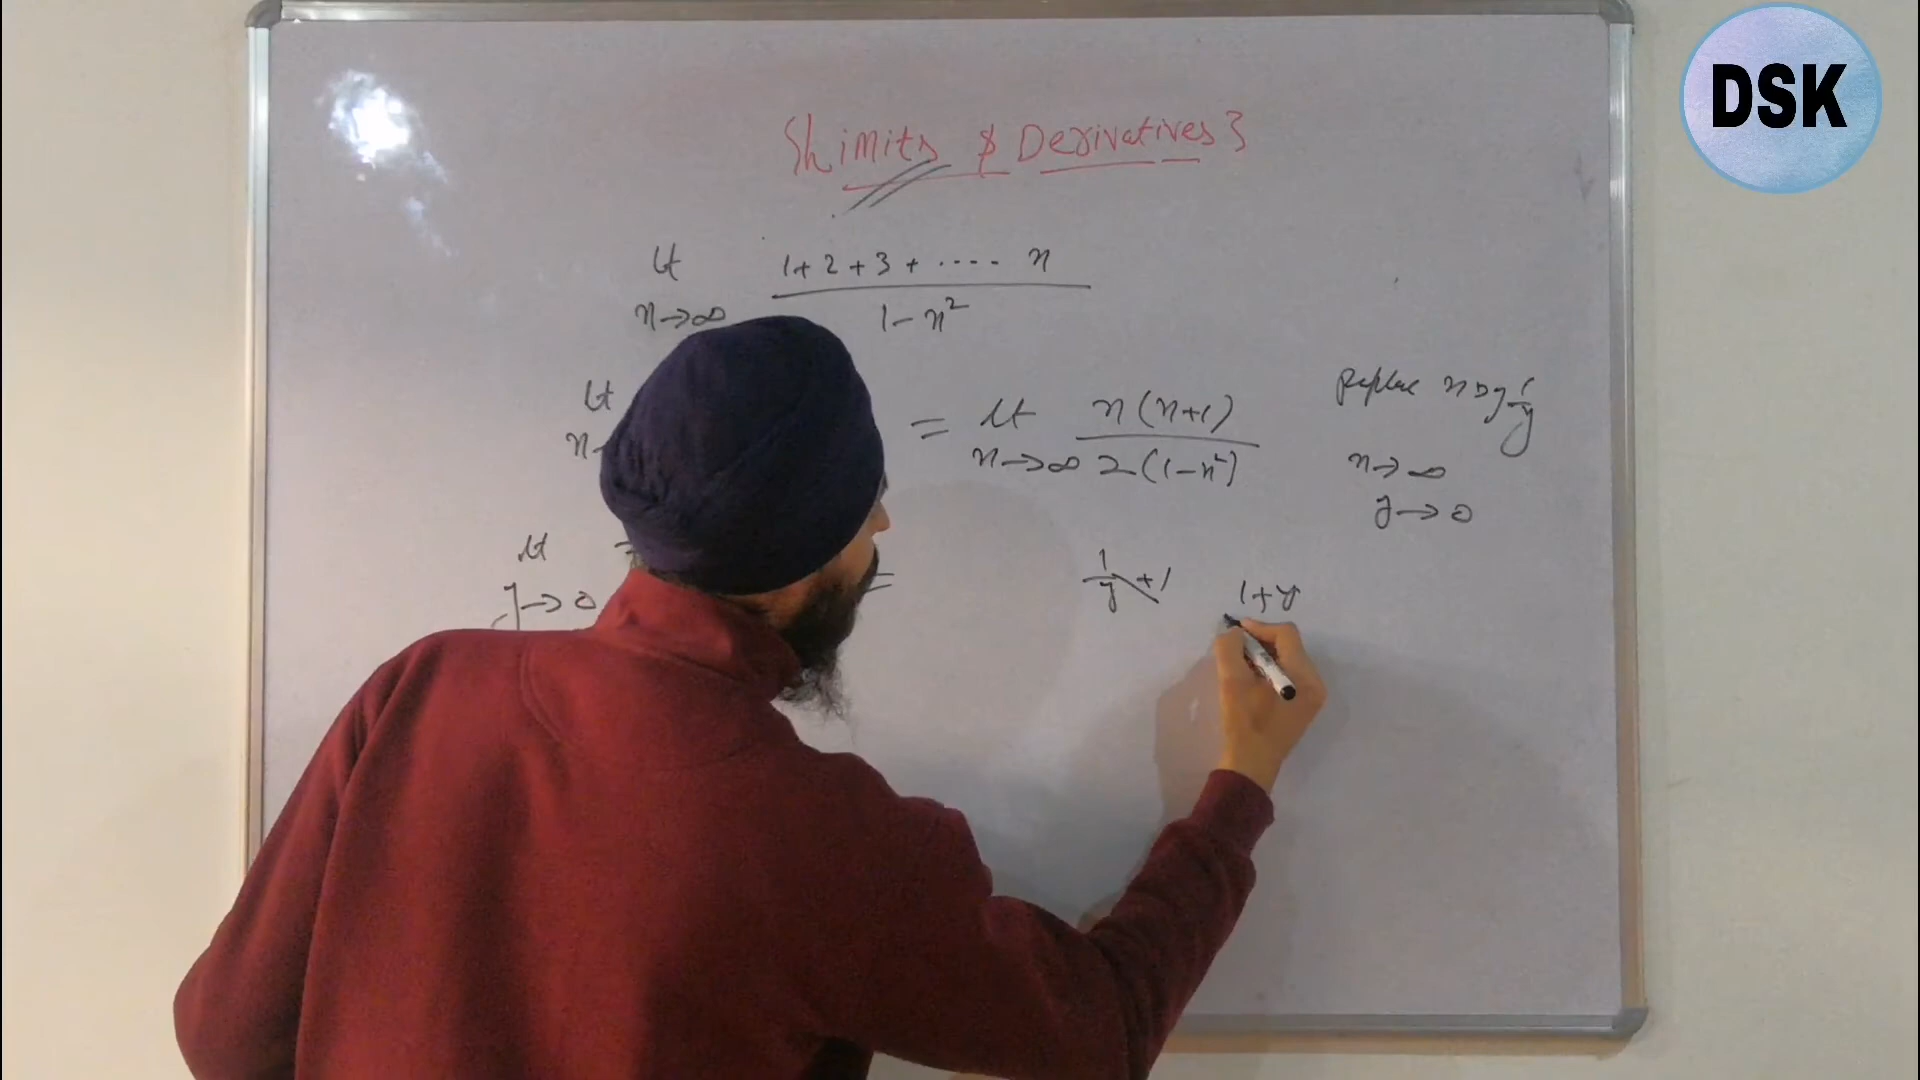 DSK
{Limits & Derivatives}
lt 1+2+3+.... n
n→∞ 1-n²
lt = lt n(n+1) Replace n by 1/y
n→∞ 2(1-n²) n→∞
y→0
lt = 1/y +1 1+y
y→0